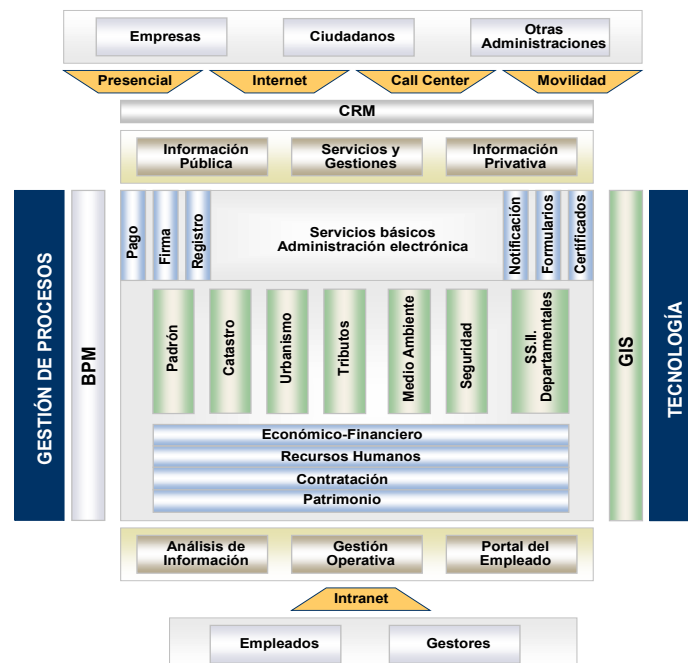 Empresas
Ciudadanos
Otras
Administraciones
Presencial
Internet
Call Center
Movilidad
CRM
Información
Pública
Servicios y
Gestiones
Información
Privativa
GESTIÓN DE PROCESOS
BPM
Pago
Firma
Registro
Servicios básicos
Administración electrónica
Notificación
Formularios
Certificados
GIS
TECNOLOGÍA
Padrón
Catastro
Urbanismo
Tributos
Medio Ambiente
Seguridad
SS.II.
Departamentales
Económico-Financiero
Recursos Humanos
Contratación
Patrimonio
Análisis de
Información
Gestión
Operativa
Portal del
Empleado
Intranet
Empleados
Gestores